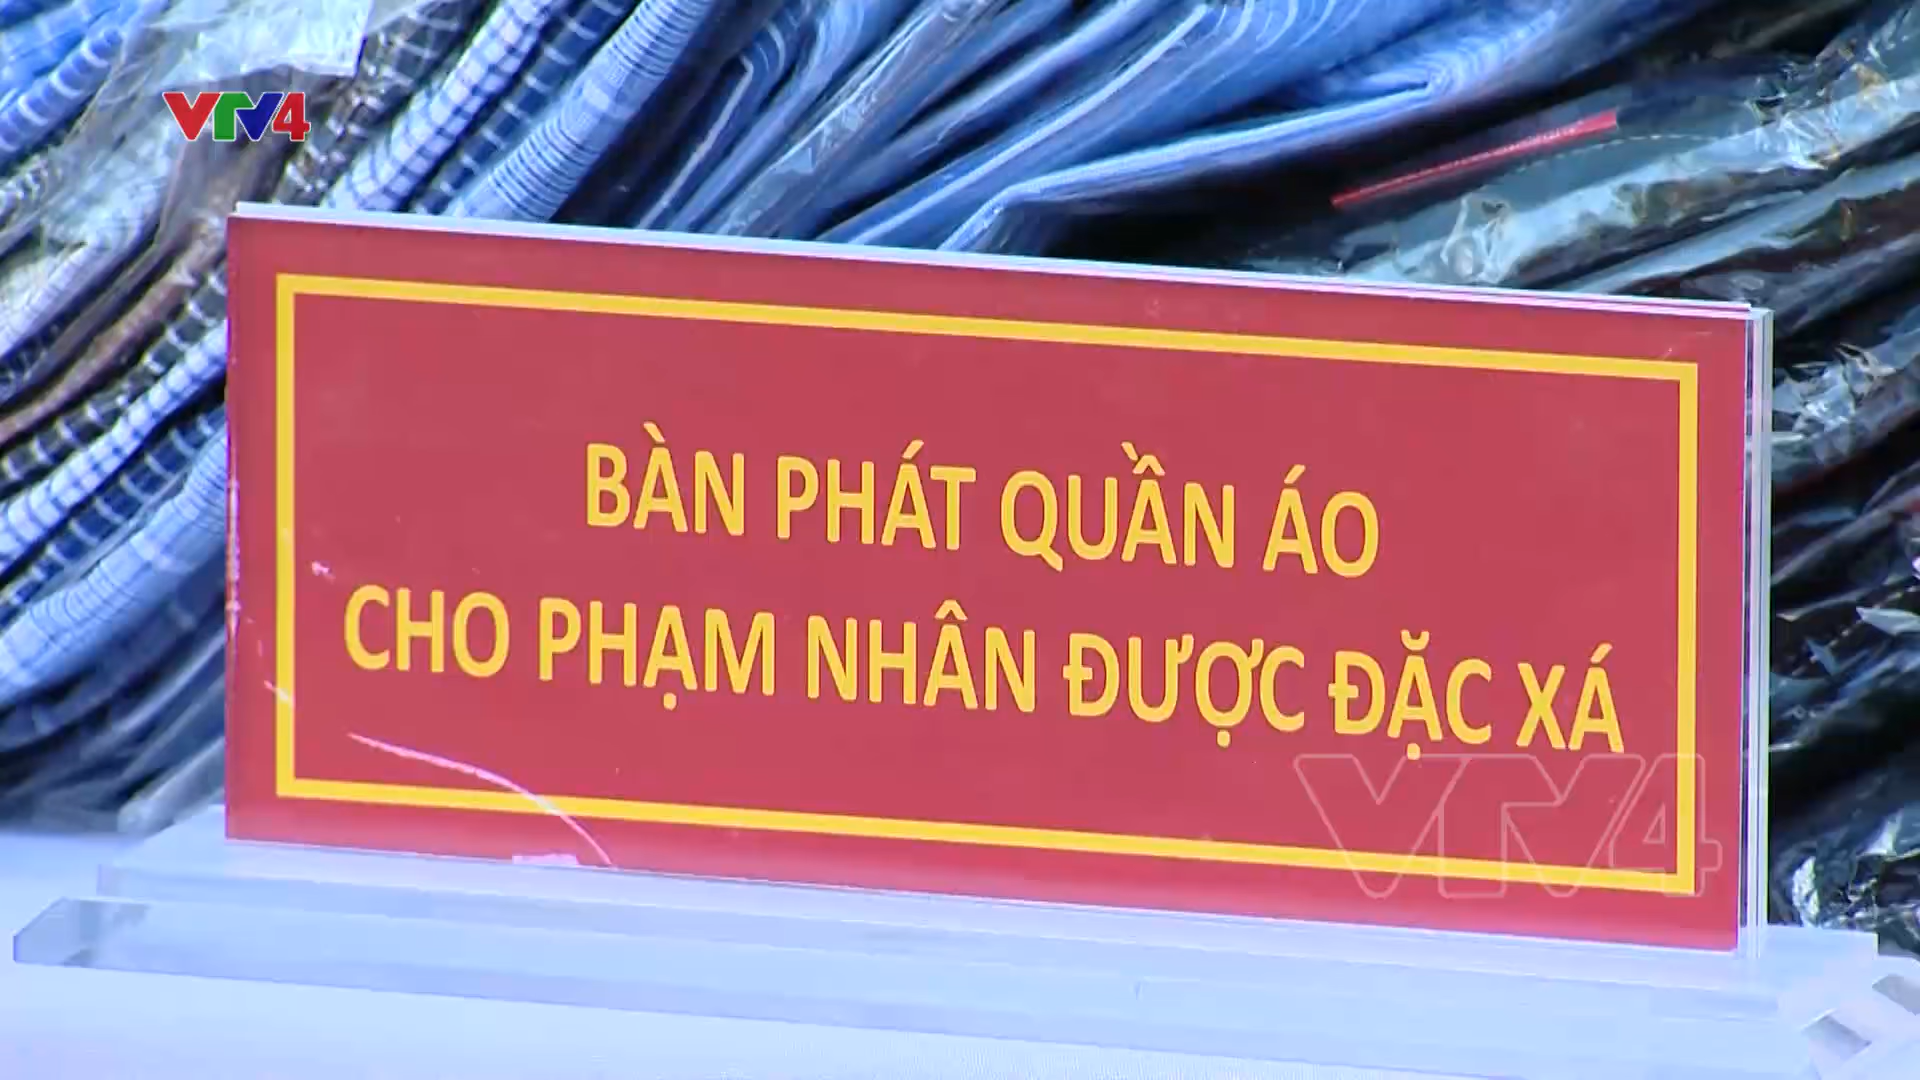 VTV4
BÀN PHÁT QUẦN ÁO
CHO PHẠM NHÂN ĐƯỢC ĐẶC XÁ
VTV4